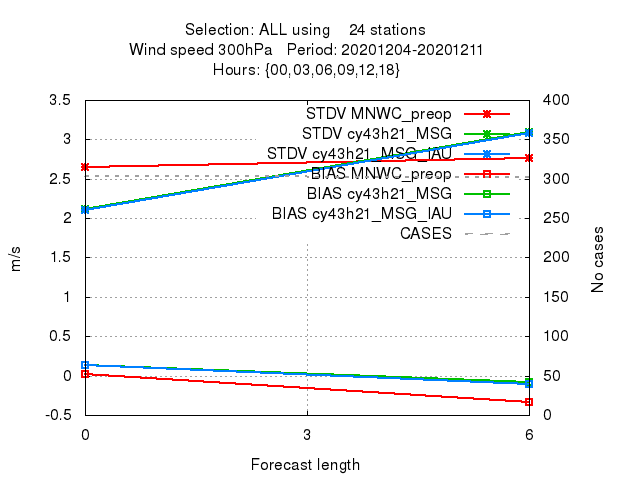 Selection: ALL using    24 stations
Wind speed 300hPa   Period: 20201204-20201211
Hours: {00,03,06,09,12,18}
3.5
3
2.5
2
1.5
1
0.5
0
-0.5
m/s
400
350
300
250
200
150
100
50
0
No cases
STDV MNWC_preop
STDV cy43h21_MSG
STDV cy43h21_MSG_IAU
BIAS MNWC_preop
BIAS cy43h21_MSG
BIAS cy43h21_MSG_IAU
CASES
0 3 6
Forecast length